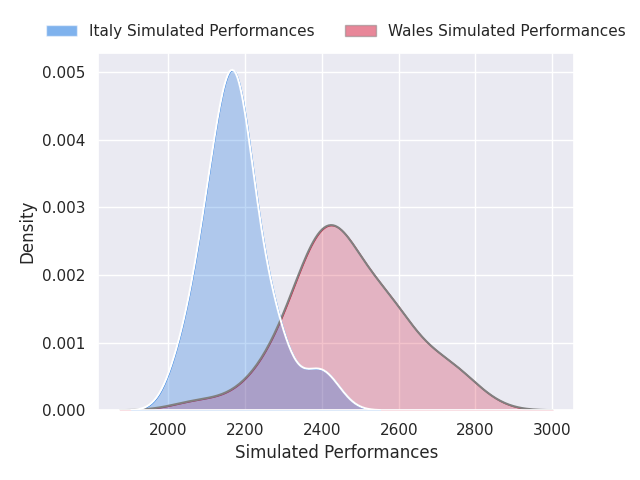 Italy Simulated Performances Wales Simulated Performances
0.005
0.004
0.003
0.002
0.001
0.000
Density
2000 2200 2400 2600 2800 3000
Simulated Performances